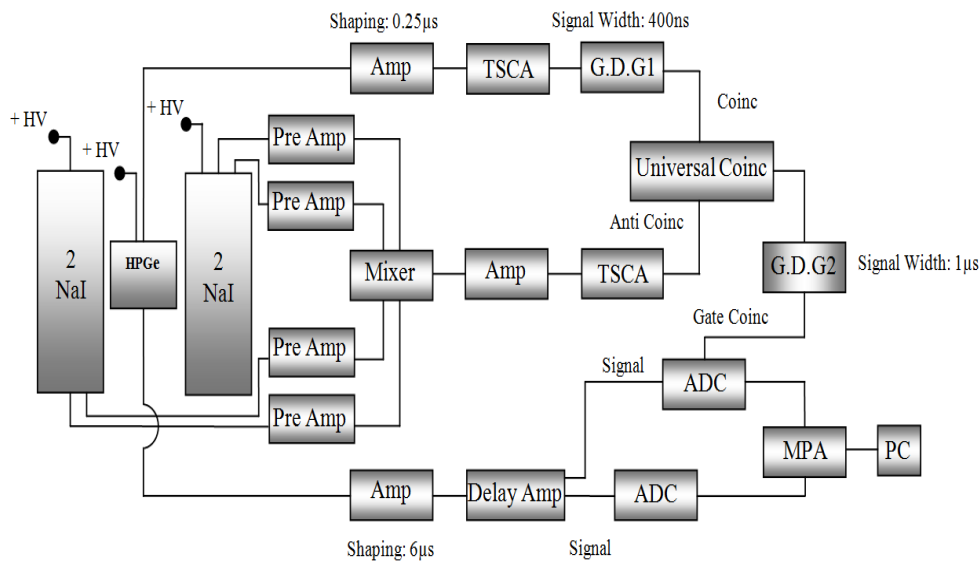 Shaping: 0.25µs
Signal Width: 400ns
Amp
TSCA
G.D.G1
Coinc
+ HV
+ HV
+ HV
Pre Amp
Pre Amp
Universal Coinc
Anti Coinc
2
NaI
HPGe
2
NaI
Mixer
Amp
TSCA
G.D.G2
Signal Width: 1µs
Gate Coinc
Pre Amp
Signal
ADC
Pre Amp
MPA
PC
Amp
Delay Amp
ADC
Shaping: 6µs
Signal